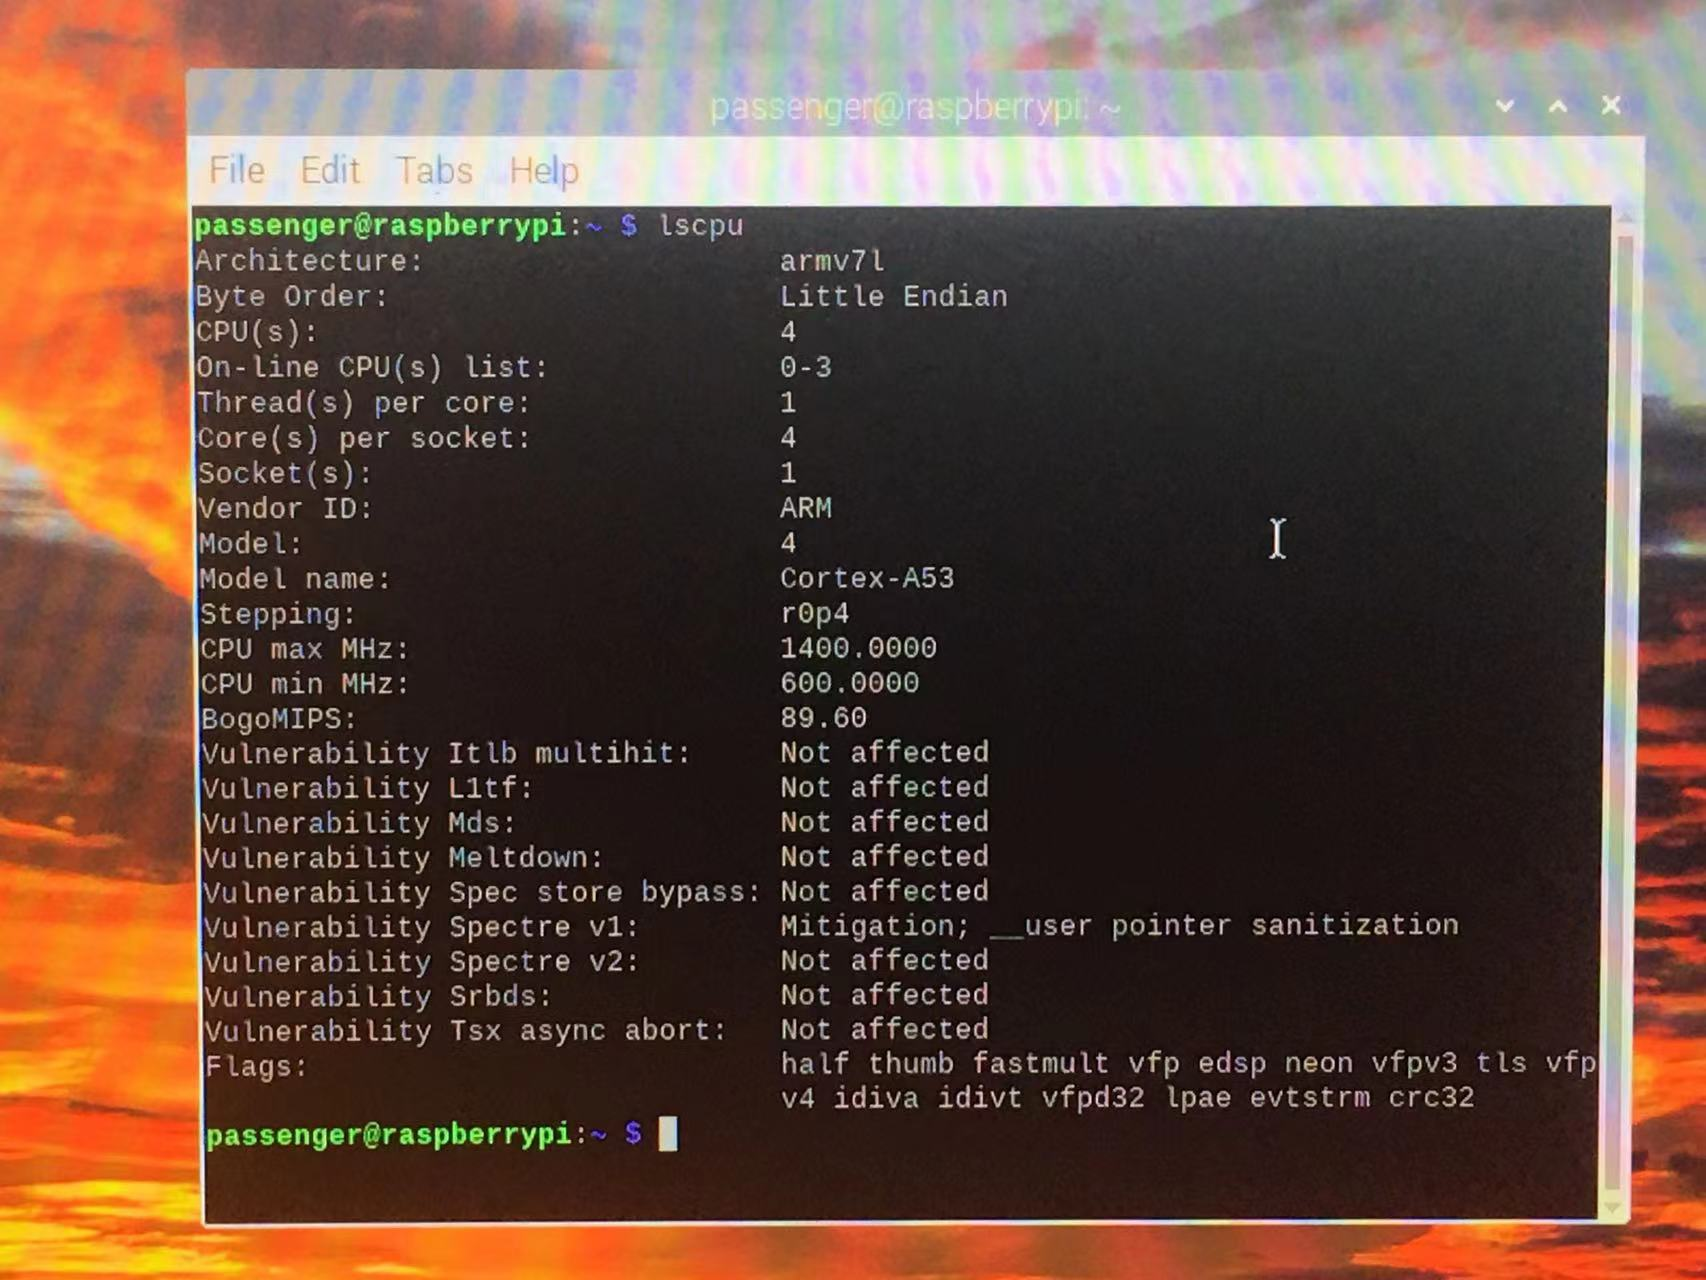 passenger@raspberrypi: ~
File Edit Tabs Help
passenger@raspberrypi:~ $ lscpu
Architecture: armv7l
Byte Order: Little Endian
CPU(s): 4
On-line CPU(s) list: 0-3
Thread(s) per core: 1
Core(s) per socket: 4
Socket(s): 1
Vendor ID: ARM
Model: 4
Model name: Cortex-A53
Stepping: r0p4
CPU max MHz: 1400.0000
CPU min MHz: 600.0000
BogoMIPS: 89.60
Vulnerability Itlb multihit: Not affected
Vulnerability L1tf: Not affected
Vulnerability Mds: Not affected
Vulnerability Meltdown: Not affected
Vulnerability Spec store bypass: Not affected
Vulnerability Spectre v1: Mitigation; __user pointer sanitization
Vulnerability Spectre v2: Not affected
Vulnerability Srbds: Not affected
Vulnerability Tsx async abort: Not affected
Flags: half thumb fastmult vfp edsp neon vfpv3 tls vfp
v4 idiva idivt vfpd32 lpae evtstrm crc32
passenger@raspberrypi:~ $